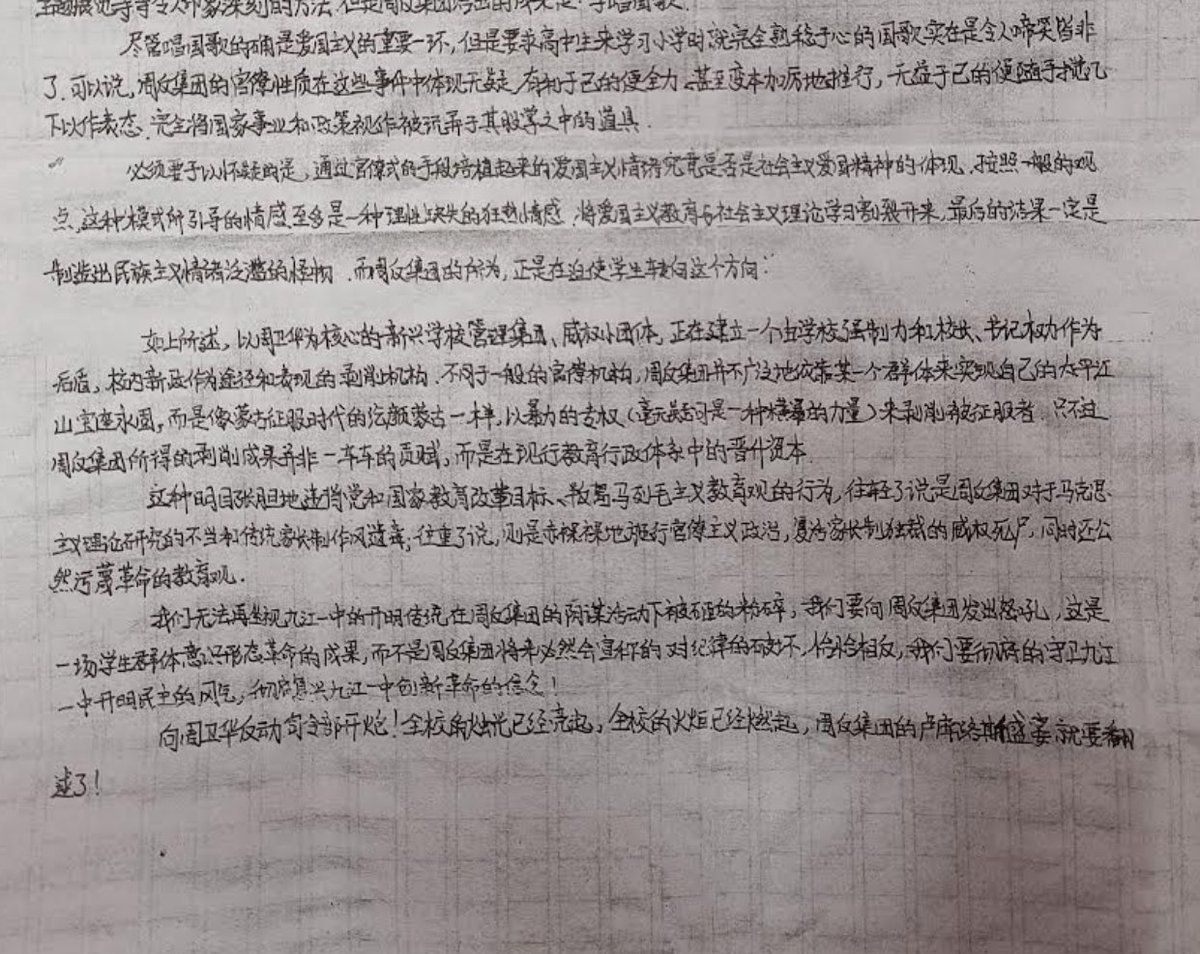 主题展览等等令人印象深刻的方法,但是周反集团得出的成果是:学唱国歌.
尽管唱国歌的确是爱国主义的重要一环,但是要求高中生来学习小学时就完全熟稔于心的国歌实在是令人啼笑皆非
了.可以说,周反集团的官僚性质在这些事件中体现无疑.有利于己的便全力、甚至变本加厉地推行,无益于己的便随手搅几
下以作表态.完全将国家事业和政策视作被玩弄于其股掌之中的道具.
必须要予以怀疑的是,通过官僚式的手段培植起来的爱国主义情绪究竟是否是社会主义爱国精神的体现.按照一般的观
点,这种模式所引导的情感至多是一种理性缺失的狂热情感.将爱国主义教育与社会主义理论学习割裂开来,最后的结果一定是
制造出民族主义情绪泛滥的怪物.而周反集团的所为,正是在迫使学生转向这个方向.
如上所述,以周卫华为核心的新兴学校管理集团、威权小团体,正在建立一个由学校强制力和校长、书记权力作为
后盾,校内新政作为途径和表现的剥削机构.不同于一般的官僚机构,周反集团并不广泛地依靠某一个群体来实现自己的太平江
山宝座永固,而是像蒙古征服时代的兀颜蒙古一样,以暴力的专权(毫无疑问是一种横暴的力量)来剥削被征服者.只不过
周反集团所得的剥削成果并非一车车的贡赋,而是在现行教育行政体系中的晋升资本.
这种明目张胆地违背党和国家教育改革目标、散篡马列毛主义教育观的行为,往轻了说是周反集团对于马克思
主义理论研究的不当和传统家长制作风遗毒;往重了说,则是赤裸裸地施行官僚主义政治,复活家长制独裁的威权死尸,同时还公
然污蔑革命的教育观.
我们无法再坐视九江一中的开明传统在周反集团的阴谋活动下被砸的粉碎,我们要向周反集团发出怒吼,这是
一场学生群体意识形态革命的成果,而不是周反集团将来必然会宣称的对纪律的破坏.恰恰相反,我们要彻底的守卫九江
一中开明民主的风气,彻底复兴九江一中创新革命的信念!
向周卫华反动司令部开炮!全校的烛光已经亮起,全校的火炬已经燃起,周反集团的卢席路斯盛宴就要翻
过了!